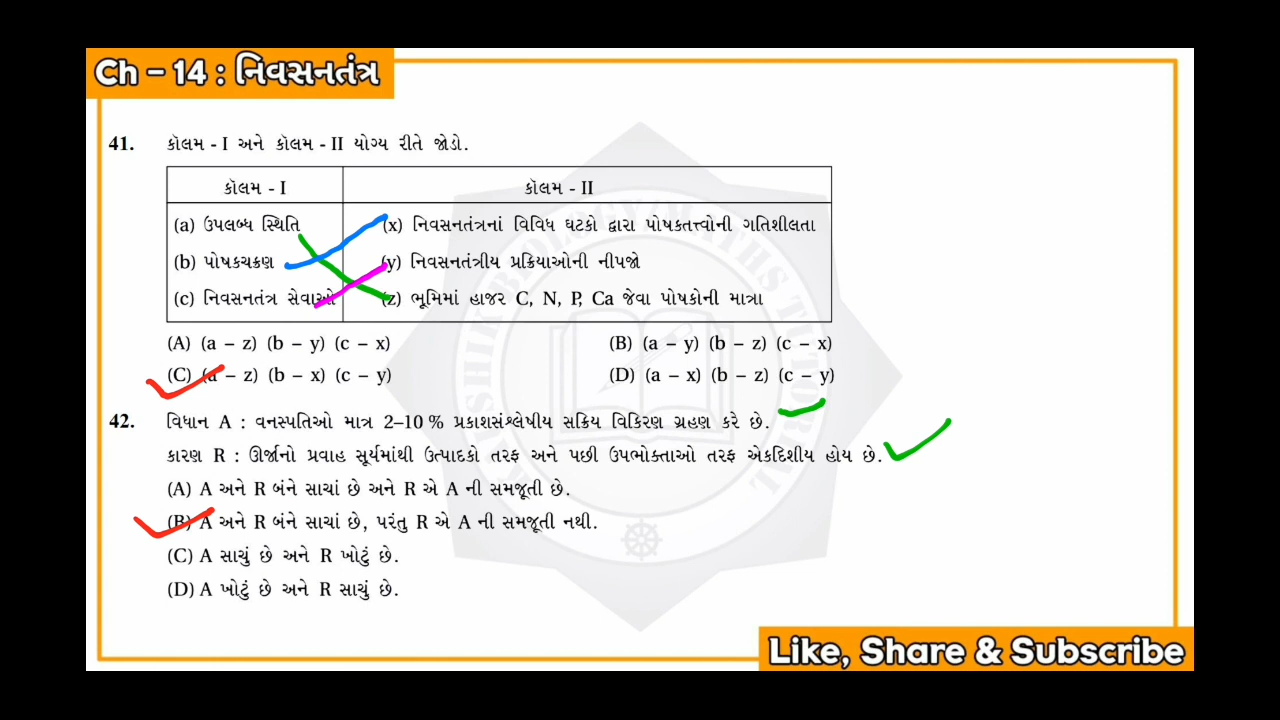 Ch – 14 : નિવસનતંત્ર
41. કૉલમ - I અને કૉલમ - II યોગ્ય રીતે જોડો.
કૉલમ - I કૉલમ - II
(a) ઉપલબ્ધ સ્થિતિ (x) નિવસનતંત્રનાં વિવિધ ઘટકો દ્વારા પોષકતત્ત્વોની ગતિશીલતા
(b) પોષકચક્રણ (y) નિવસનતંત્રીય પ્રક્રિયાઓની નીપજો
(c) નિવસનતંત્ર સેવાઓ (z) ભૂમિમાં હાજર C, N, P, Ca જેવા પોષકોની માત્રા
(A) (a – z) (b – y) (c – x) (B) (a – y) (b – z) (c – x)
(C) (a – z) (b – x) (c – y) (D) (a – x) (b – z) (c – y)
42. વિધાન A : વનસ્પતિઓ માત્ર 2–10 % પ્રકાશસંશ્લેષીય સક્રિય વિકિરણ ગ્રહણ કરે છે.
કારણ R : ઊર્જાનો પ્રવાહ સૂર્યમાંથી ઉત્પાદકો તરફ અને પછી ઉપભોક્તાઓ તરફ એકદિશીય હોય છે.
(A) A અને R બંને સાચાં છે અને R એ A ની સમજૂતી છે.
(B) A અને R બંને સાચાં છે, પરંતુ R એ A ની સમજૂતી નથી.
(C) A સાચું છે અને R ખોટું છે.
(D) A ખોટું છે અને R સાચું છે.
Like, Share & Subscribe